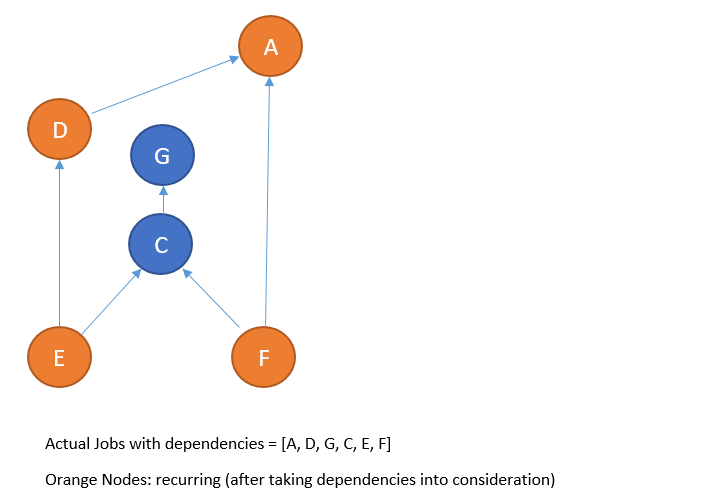 A
D
G
C
E
F
Actual Jobs with dependencies = [A, D, G, C, E, F]
Orange Nodes: recurring (after taking dependencies into consideration)